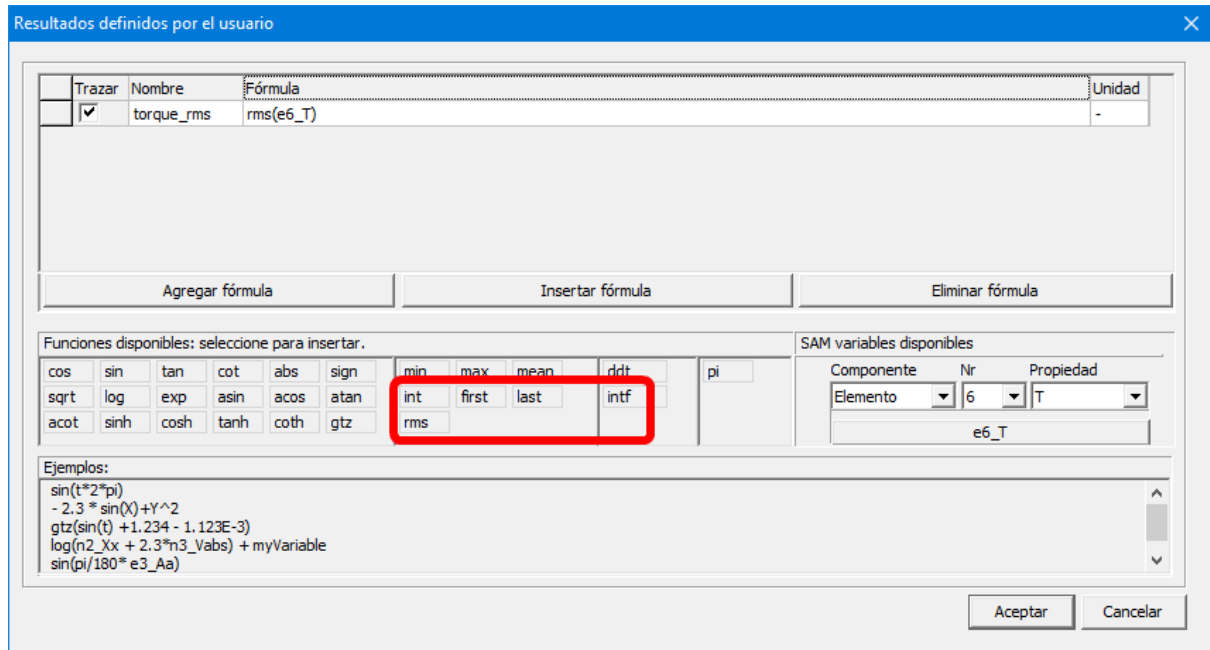 Resultados definidos por el usuario
Trazar Nombre Fórmula Unidad
torque_rms rms(e6_T) -
Agregar fórmula Insertar fórmula Eliminar fórmula
Funciones disponibles: seleccione para insertar. SAM variables disponibles
cos sin tan cot abs sign min max mean ddt pi Componente Nr Propiedad
sqrt log exp asin acos atan int first last intf Elemento 6 T
acot sinh cosh tanh coth gtz rms e6_T
Ejemplos:
sin(t*2*pi)
- 2.3 * sin(X)+Y^2
gtz(sin(t) +1.234 - 1.123E-3)
log(n2_Xx + 2.3*n3_Vabs) + myVariable
sin(pi/180* e3_Aa)
Aceptar Cancelar